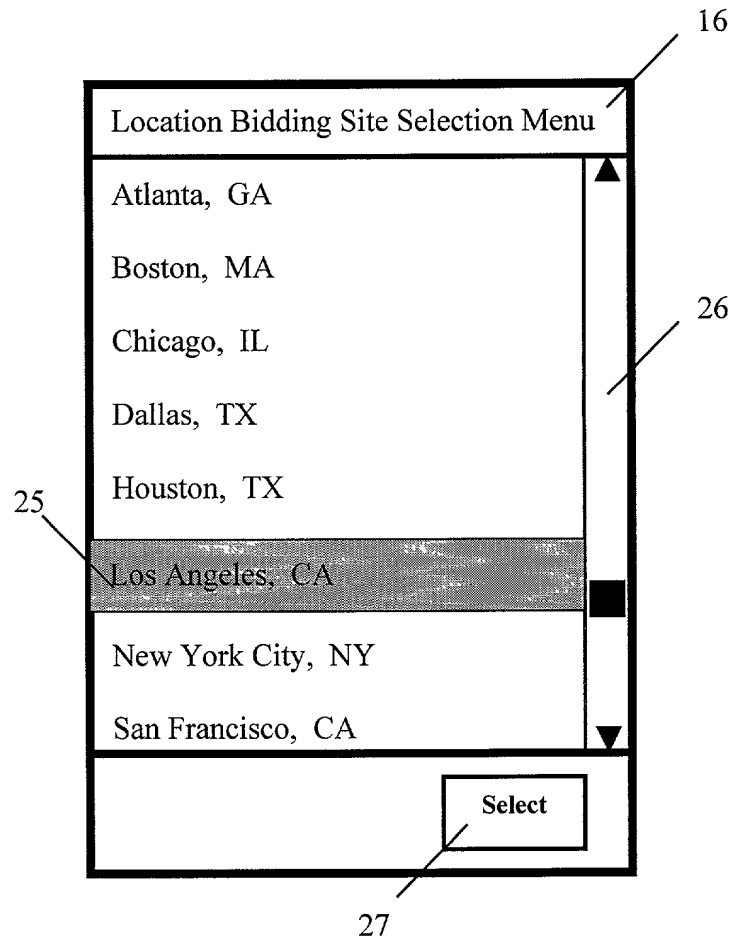 16
Location Bidding Site Selection Menu
Atlanta, GA
Boston, MA
Chicago, IL
26
Dallas, TX
Houston, TX
25
Los Angeles, CA
New York City, NY
San Francisco, CA
Select
27